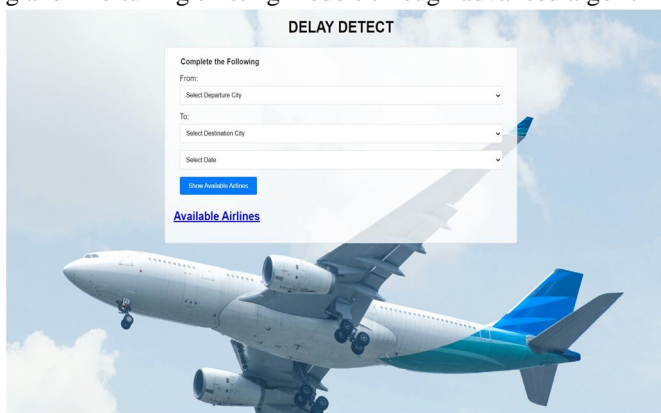 DELAY DETECT
Complete the Following
From:
Select Departure City
To:
Select Destination City
Select Date
Show Available Airlines
Available Airlines